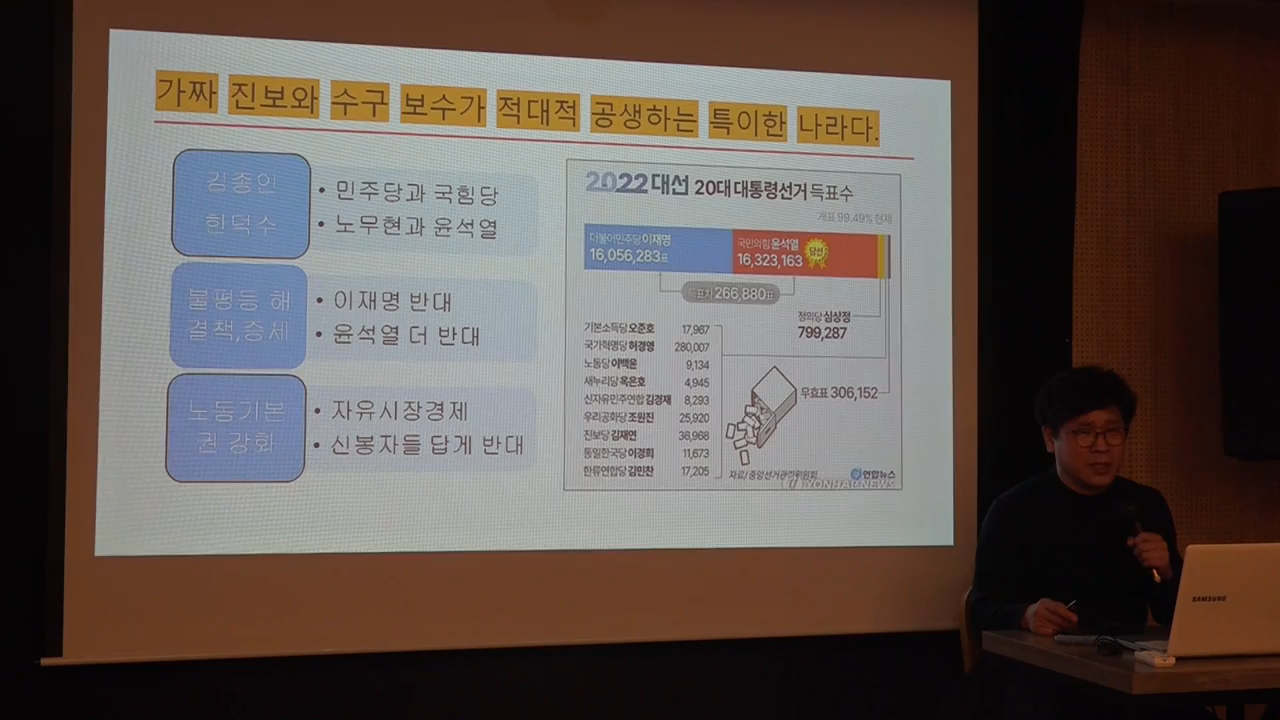 가짜 진보와 수구 보수가 적대적 공생하는 특이한 나라다.
김종인
한덕수
• 민주당과 국힘당
• 노무현과 윤석열
불평등 해
결책,증세
• 이재명 반대
• 윤석열 더 반대
노동기본
권 강화
• 자유시장경제
• 신봉자들 답게 반대
2022대선 20대 대통령선거 득표수
개표 99.49% 현재
더불어민주당 이재명
16,056,283표
국민의힘 윤석열
16,323,163
당선
득표차 266,880표
정의당 심상정
799,287
기본소득당 오준호 17,967
국가혁명당 허경영 280,007
노동당 이백윤 9,134
새누리당 옥은호 4,945
신자유민주연합 김경재 8,293
우리공화당 조원진 25,920
진보당 김재연 36,968
통일한국당 이경희 11,673
한류연합당 김민찬 17,205
무효표 306,152
자료/ 중앙선거관리위원회
연합뉴스
YONHAPNEWS
SAMSUNG